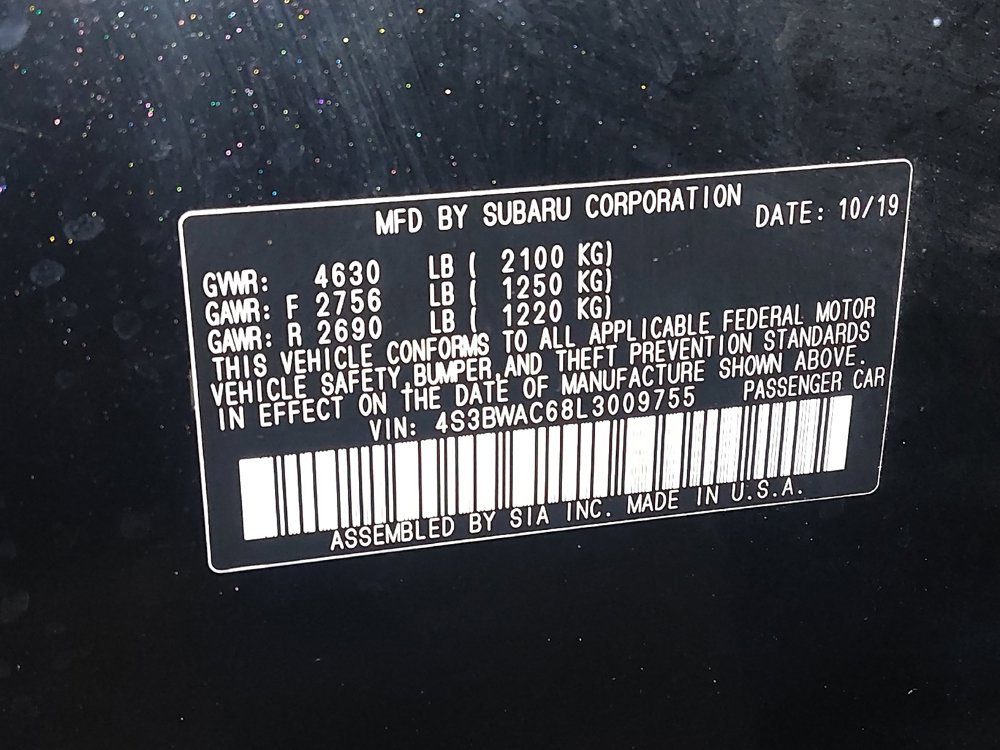 MFD BY SUBARU CORPORATION DATE: 10/19
GVWR: 4630 LB ( 2100 KG)
GAWR: F 2756 LB ( 1250 KG)
GAWR: R 2690 LB ( 1220 KG)
THIS VEHICLE CONFORMS TO ALL APPLICABLE FEDERAL MOTOR
VEHICLE SAFETY,BUMPER,AND THEFT PREVENTION STANDARDS
IN EFFECT ON THE DATE OF MANUFACTURE SHOWN ABOVE.
VIN: 4S3BWAC68L3009755 PASSENGER CAR
ASSEMBLED BY SIA INC. MADE IN U.S.A.